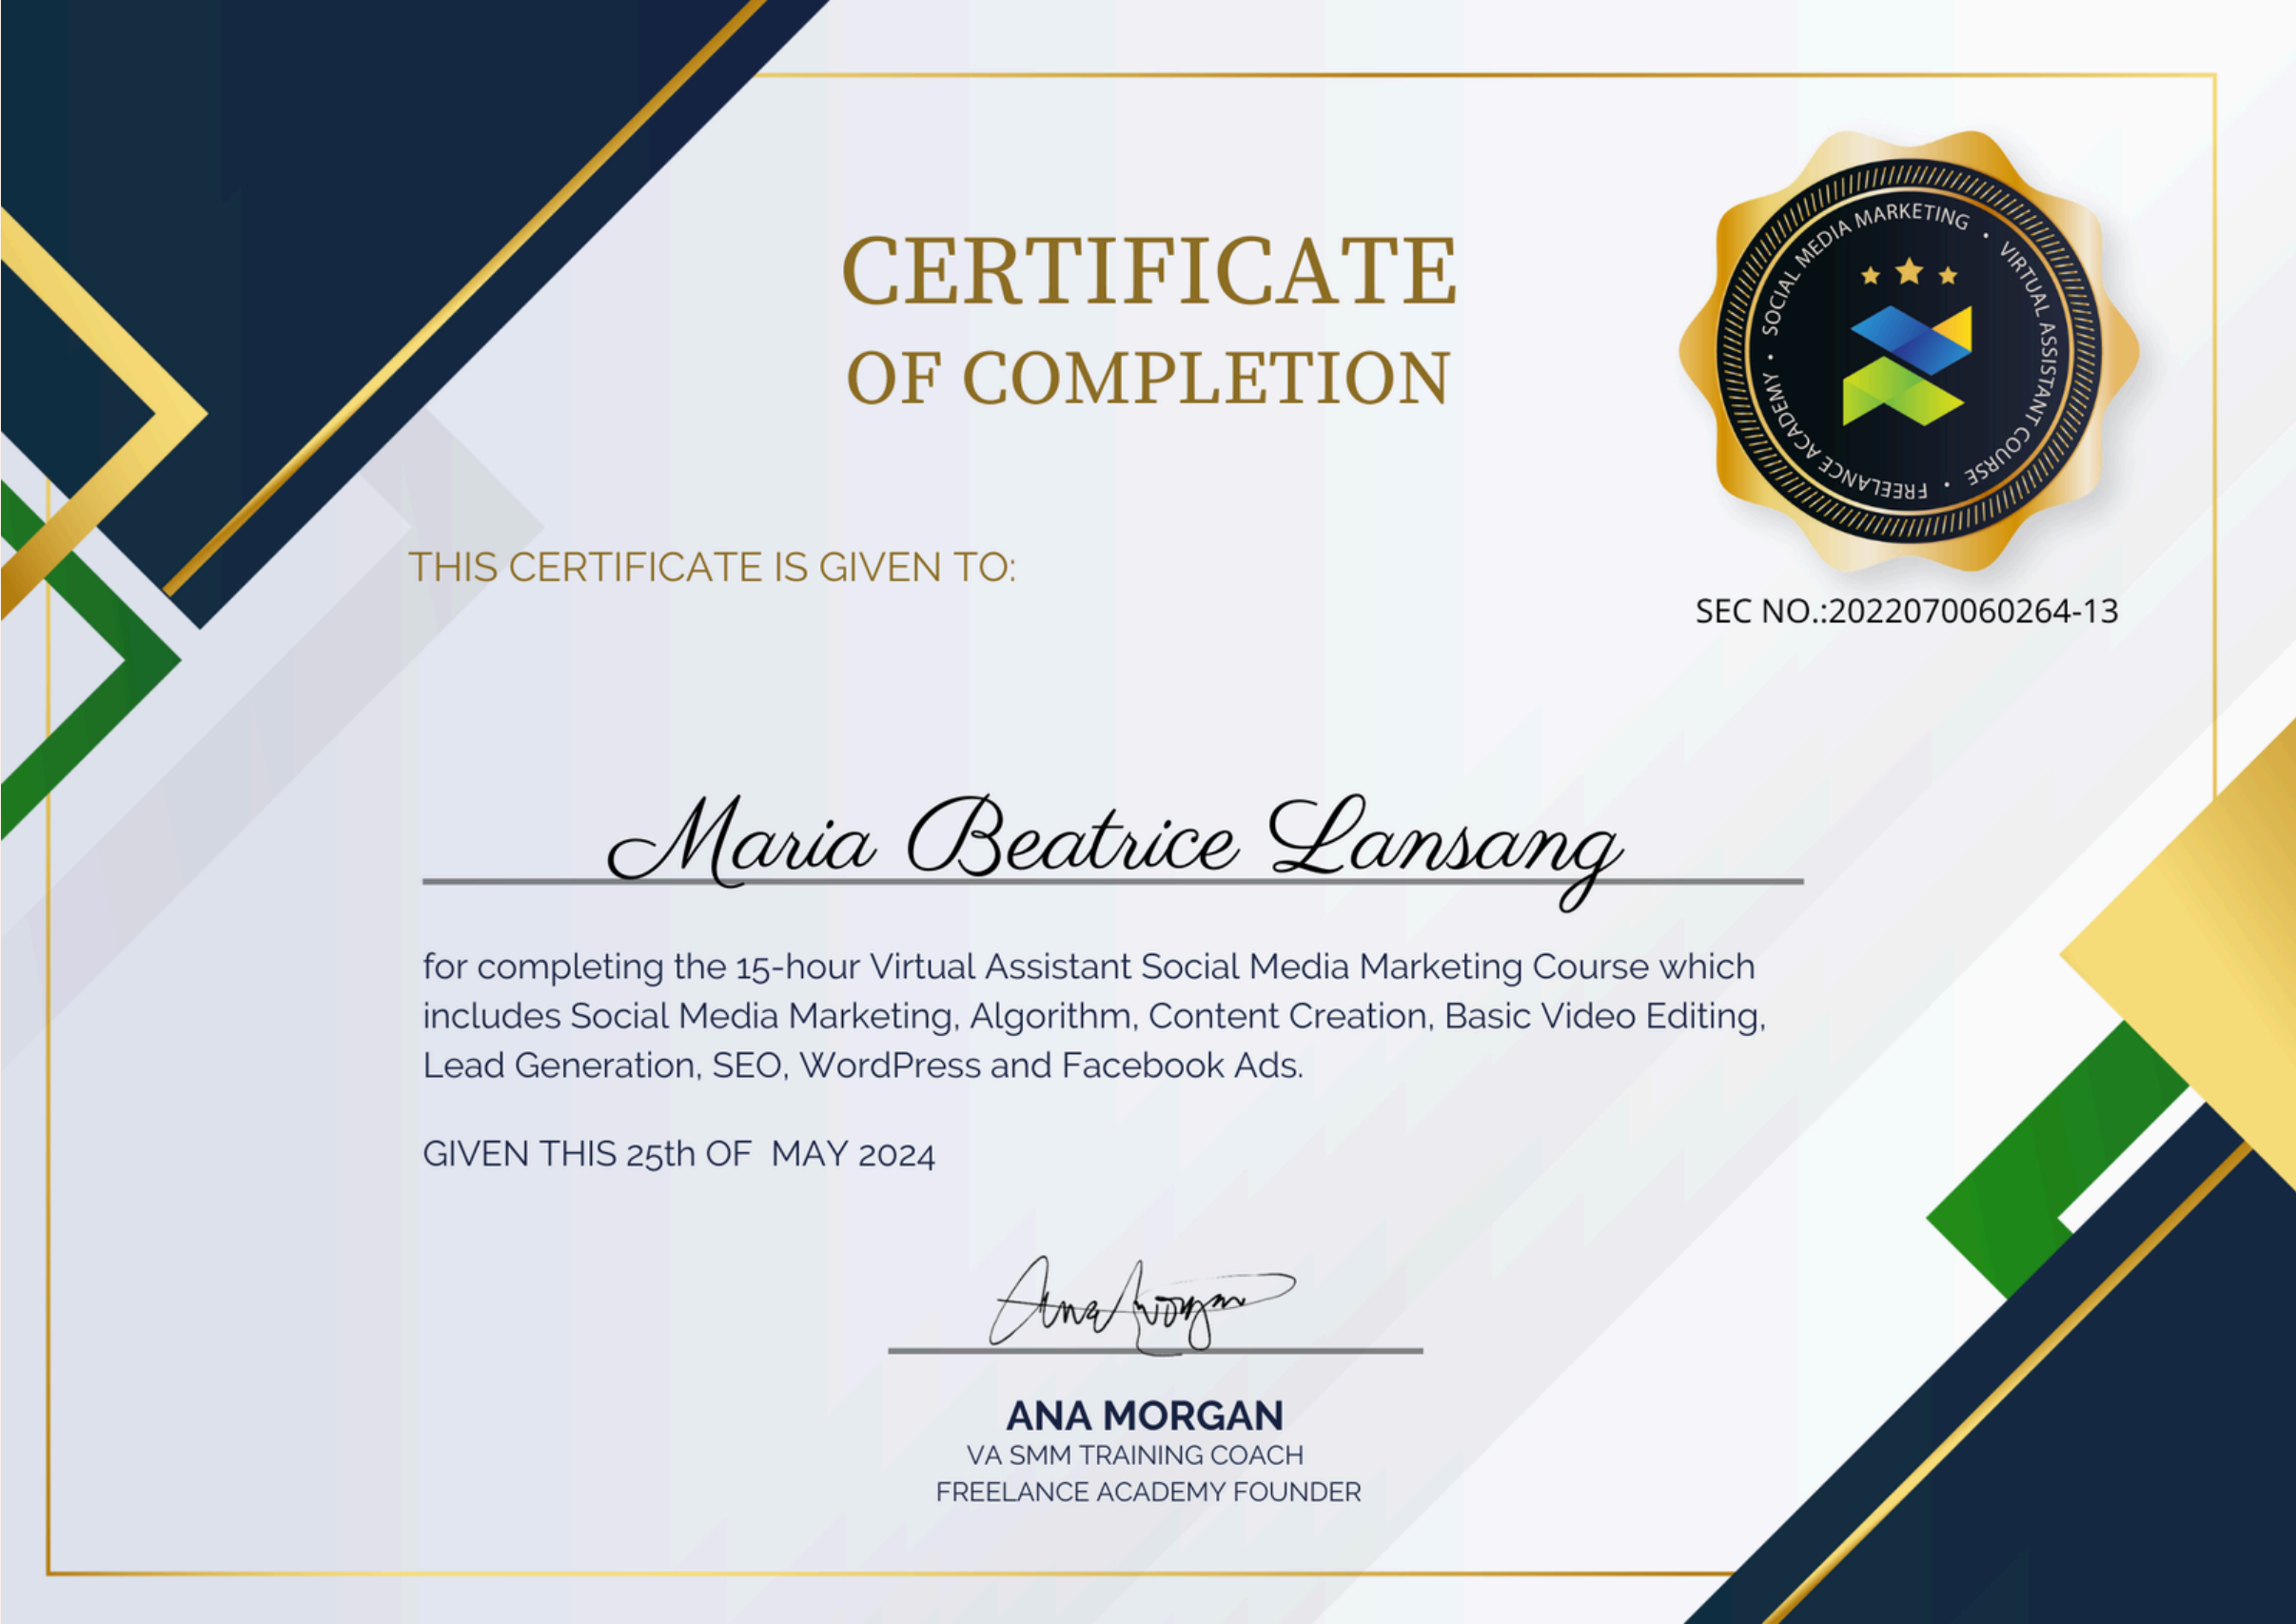 CERTIFICATE
OF COMPLETION
SOCIAL MEDIA MARKETING • VIRTUAL ASSISTANT COURSE • FREELANCE ACADEMY •
SEC NO.:2022070060264-13
THIS CERTIFICATE IS GIVEN TO:
Maria Beatrice Lansang
for completing the 15-hour Virtual Assistant Social Media Marketing Course which
includes Social Media Marketing, Algorithm, Content Creation, Basic Video Editing,
Lead Generation, SEO, WordPress and Facebook Ads.
GIVEN THIS 25th OF MAY 2024
Ana Morgan
ANA MORGAN
VA SMM TRAINING COACH
FREELANCE ACADEMY FOUNDER